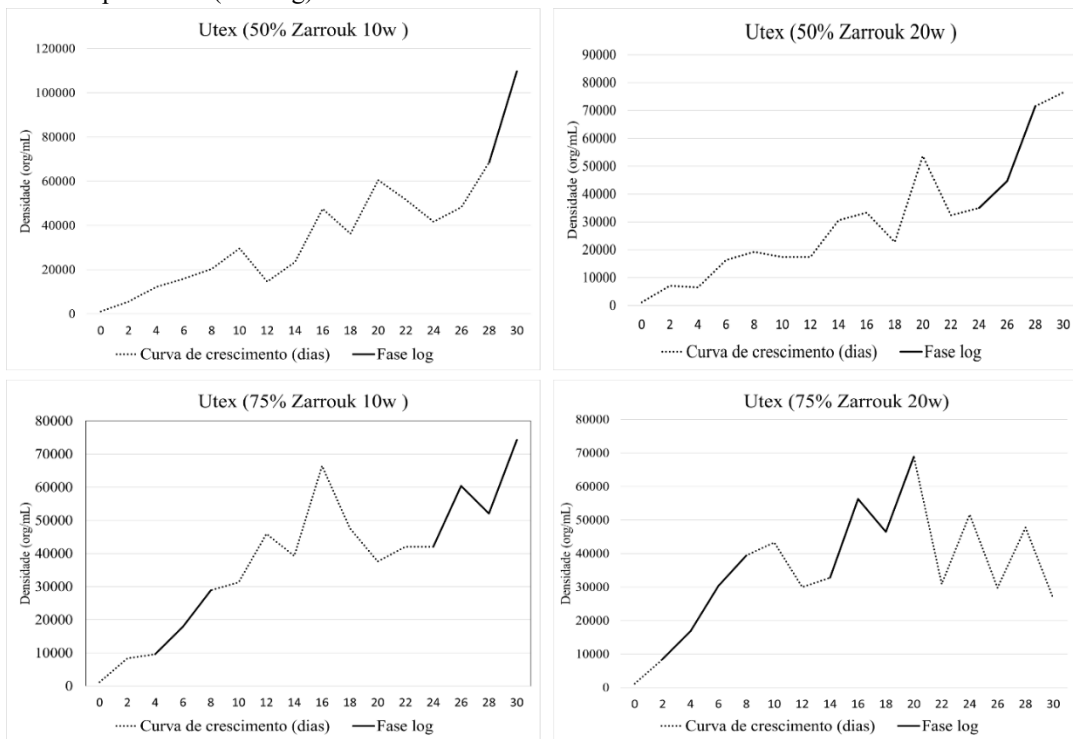 Utex (50% Zarrouk 10w )
Densidade (org/mL)
120000
100000
80000
60000
40000
20000
0
0 2 4 6 8 10 12 14 16 18 20 22 24 26 28 30
Curva de crescimento (dias) Fase log
Utex (50% Zarrouk 20w )
Densidade (org/mL)
90000
80000
70000
60000
50000
40000
30000
20000
10000
0
0 2 4 6 8 10 12 14 16 18 20 22 24 26 28 30
Curva de crescimento (dias) Fase log
Utex (75% Zarrouk 10w )
Densidade (org/mL)
80000
70000
60000
50000
40000
30000
20000
10000
0
0 2 4 6 8 10 12 14 16 18 20 22 24 26 28 30
Curva de crescimento (dias) Fase log
Utex (75% Zarrouk 20w)
Densidade (org/mL)
80000
70000
60000
50000
40000
30000
20000
10000
0
0 2 4 6 8 10 12 14 16 18 20 22 24 26 28 30
Curva de crescimento (dias) Fase log